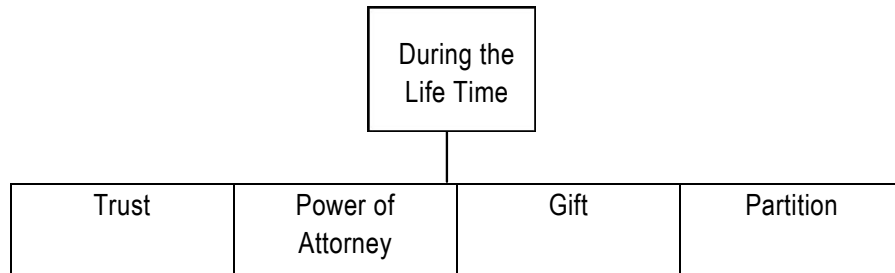 During the
Life Time
Trust
Power of
Attorney
Gift
Partition